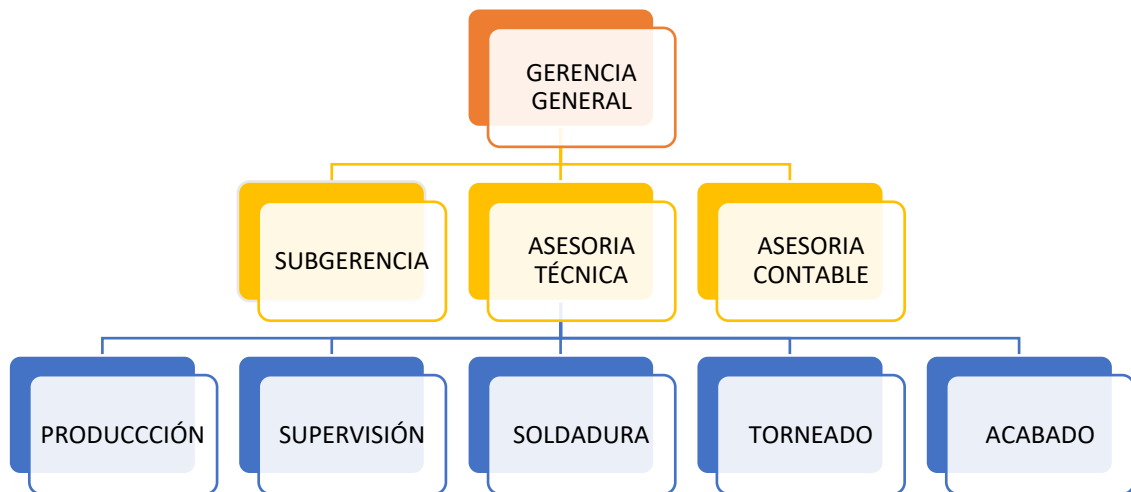 GERENCIA
GENERAL
SUBGERENCIA
ASESORIA
TÉCNICA
ASESORIA
CONTABLE
PRODUCCCIÓN
SUPERVISIÓN
SOLDADURA
TORNEADO
ACABADO